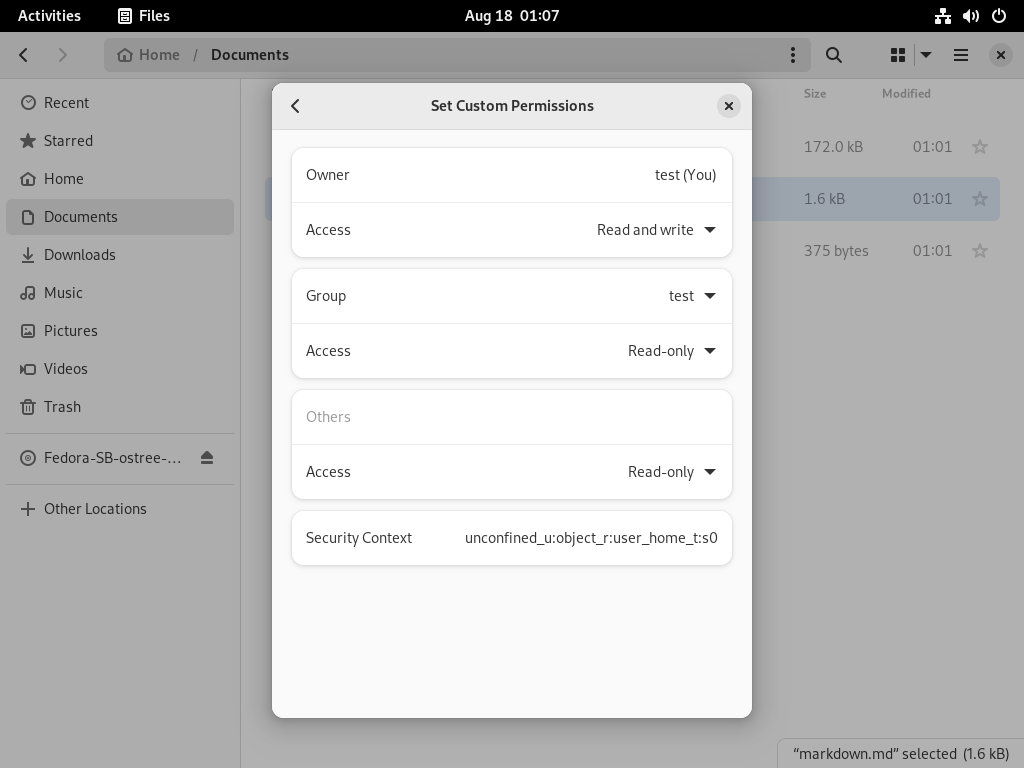 Activities Files Aug 18 01:07
Home / Documents
Size Modified
Recent
Starred
Home
Documents
Downloads
Music
Pictures
Videos
Trash
Fedora-SB-ostree-...
Other Locations
Set Custom Permissions
Owner test (You)
Access Read and write
Group test
Access Read-only
Others
Access Read-only
Security Context unconfined_u:object_r:user_home_t:s0
172.0 kB 01:01
1.6 kB 01:01
375 bytes 01:01
“markdown.md” selected (1.6 kB)